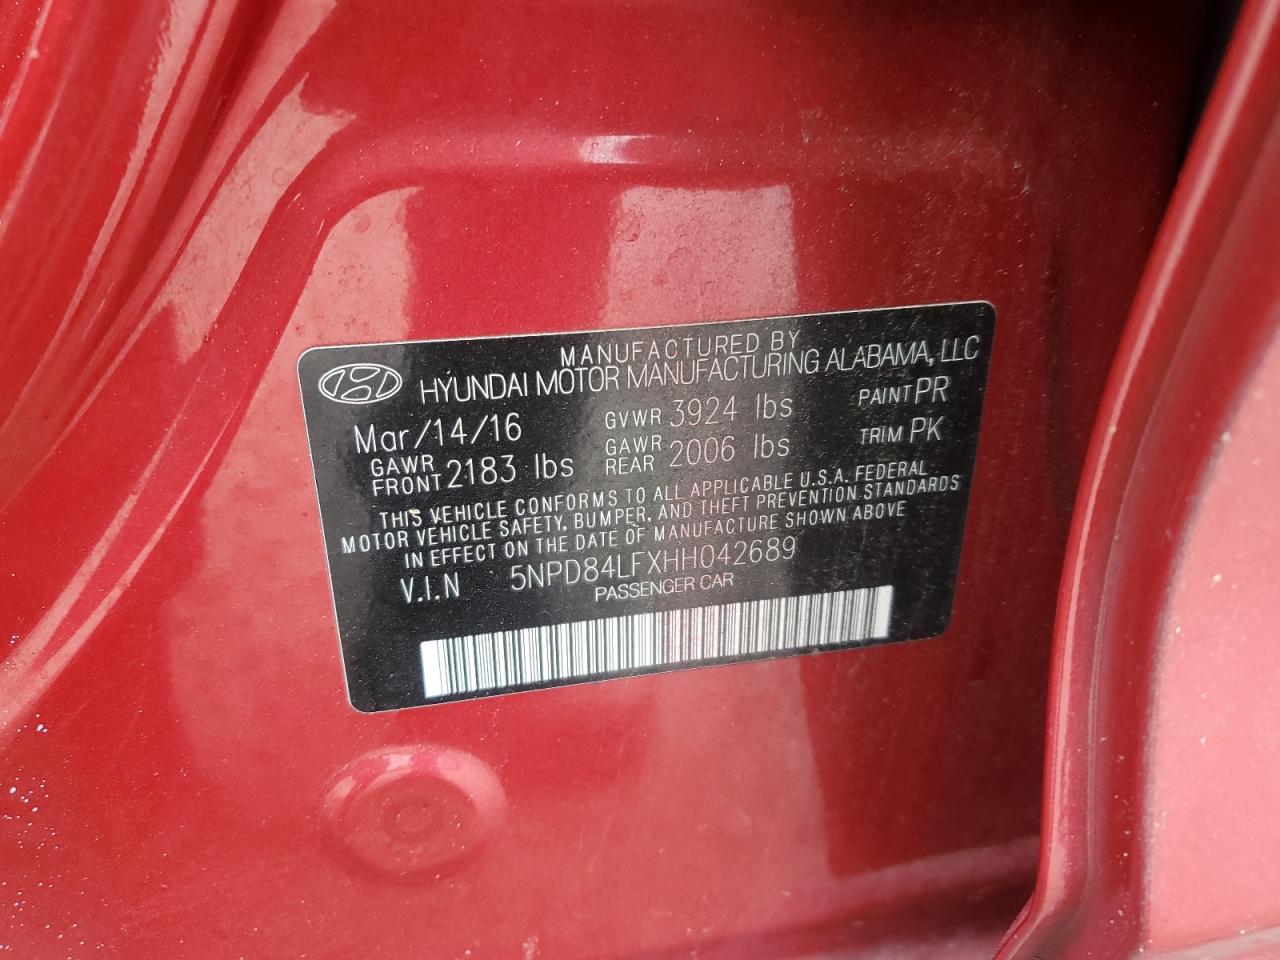 MANUFACTURED BY
HYUNDAI MOTOR MANUFACTURING ALABAMA, LLC
Mar/14/16 GVWR 3924 lbs PAINT PR
GAWR FRONT 2183 lbs GAWR REAR 2006 lbs TRIM PK
THIS VEHICLE CONFORMS TO ALL APPLICABLE U.S.A. FEDERAL
MOTOR VEHICLE SAFETY, BUMPER, AND THEFT PREVENTION STANDARDS
IN EFFECT ON THE DATE OF MANUFACTURE SHOWN ABOVE
V.I.N 5NPD84LFXHH042689
PASSENGER CAR